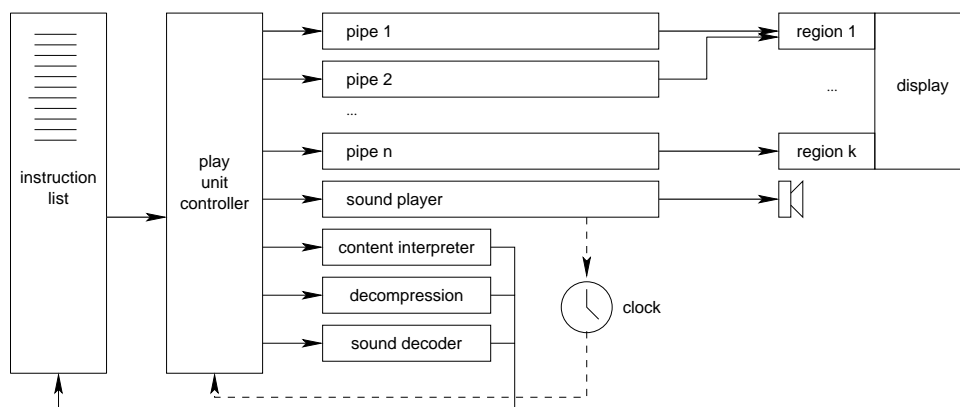 instruction
list
play
unit
controller
pipe 1
pipe 2
...
pipe n
sound player
content interpreter
decompression
sound decoder
clock
region 1
...
region k
display